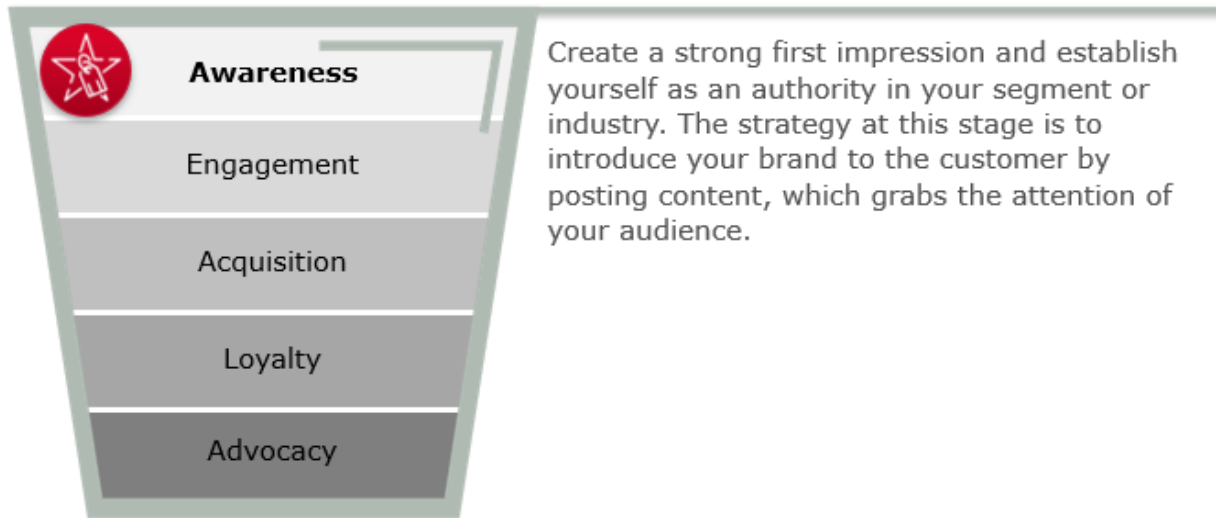 Awareness
Engagement
Acquisition
Loyalty
Advocacy
Create a strong first impression and establish
yourself as an authority in your segment or
industry. The strategy at this stage is to
introduce your brand to the customer by
posting content, which grabs the attention of
your audience.